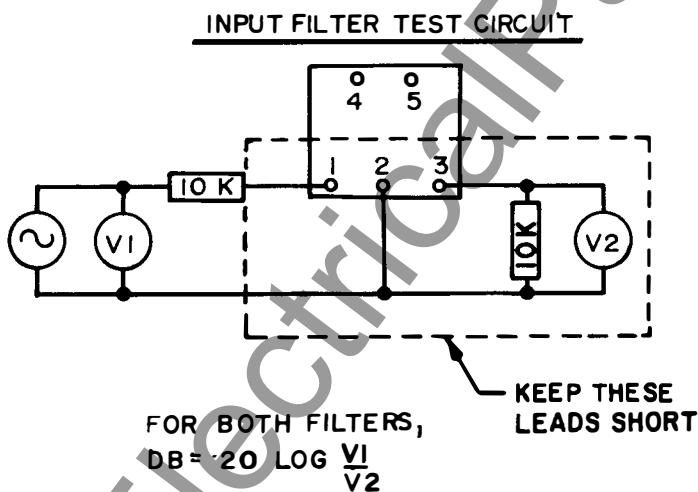 INPUT FILTER TEST CIRCUIT
4 5
1 2 3
10 K
V1
10K
V2
KEEP THESE
LEADS SHORT
FOR BOTH FILTERS,
DB = 20 LOG V1
V2